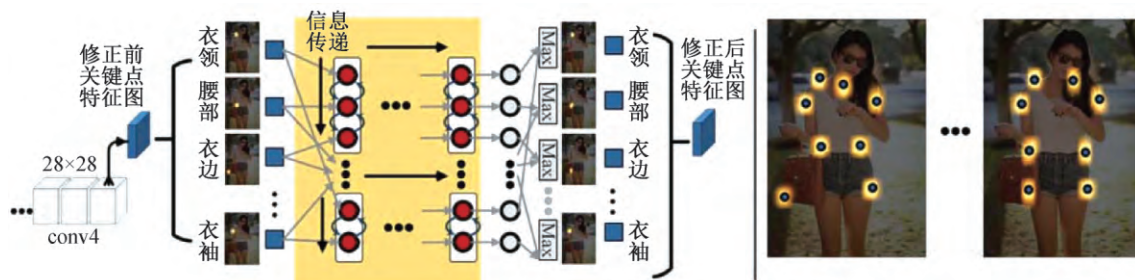 修正前
关键点
特征图
28×28
conv4
衣领
腰部
衣边
衣袖
信息
传递
Max
Max
Max
Max
衣领
腰部
衣边
衣袖
修正后
关键点
特征图